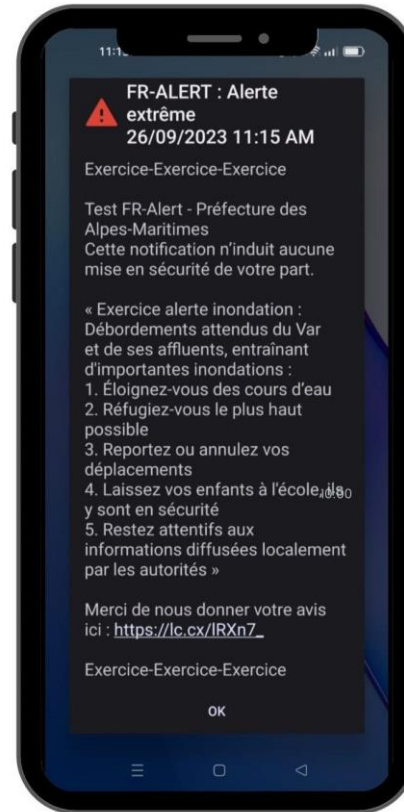 11:1
FR-ALERT : Alerte
extrême
26/09/2023 11:15 AM
Exercice-Exercice-Exercice
Test FR-Alert - Préfecture des
Alpes-Maritimes
Cette notification n'induit aucune
mise en sécurité de votre part.
« Exercice alerte inondation :
Débordements attendus du Var
et de ses affluents, entraînant
d'importantes inondations :
1. Éloignez-vous des cours d'eau
2. Réfugiez-vous le plus haut
possible
3. Reportez ou annulez vos
déplacements
4. Laissez vos enfants à l'école, ils
10:00
y sont en sécurité
5. Restez attentifs aux
informations diffusées localement
par les autorités »
Merci de nous donner votre avis
ici : https://lc.cx/lRXn7_
Exercice-Exercice-Exercice
OK